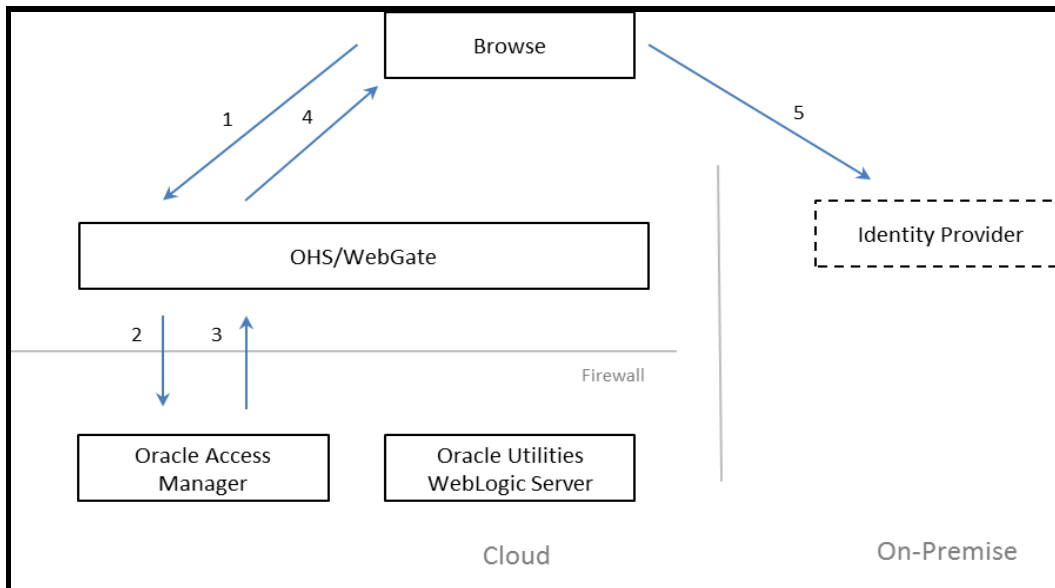 Browse
1
4
5
OHS/WebGate
Identity Provider
2
3
Firewall
Oracle Access
Manager
Oracle Utilities
WebLogic Server
Cloud
On-Premise